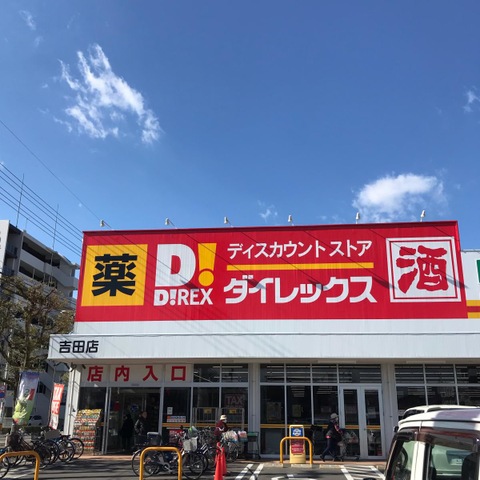 薬
D!
D!REX
ディスカウント ストア
ダイレックス
酒
吉田店
店内入口
TAX